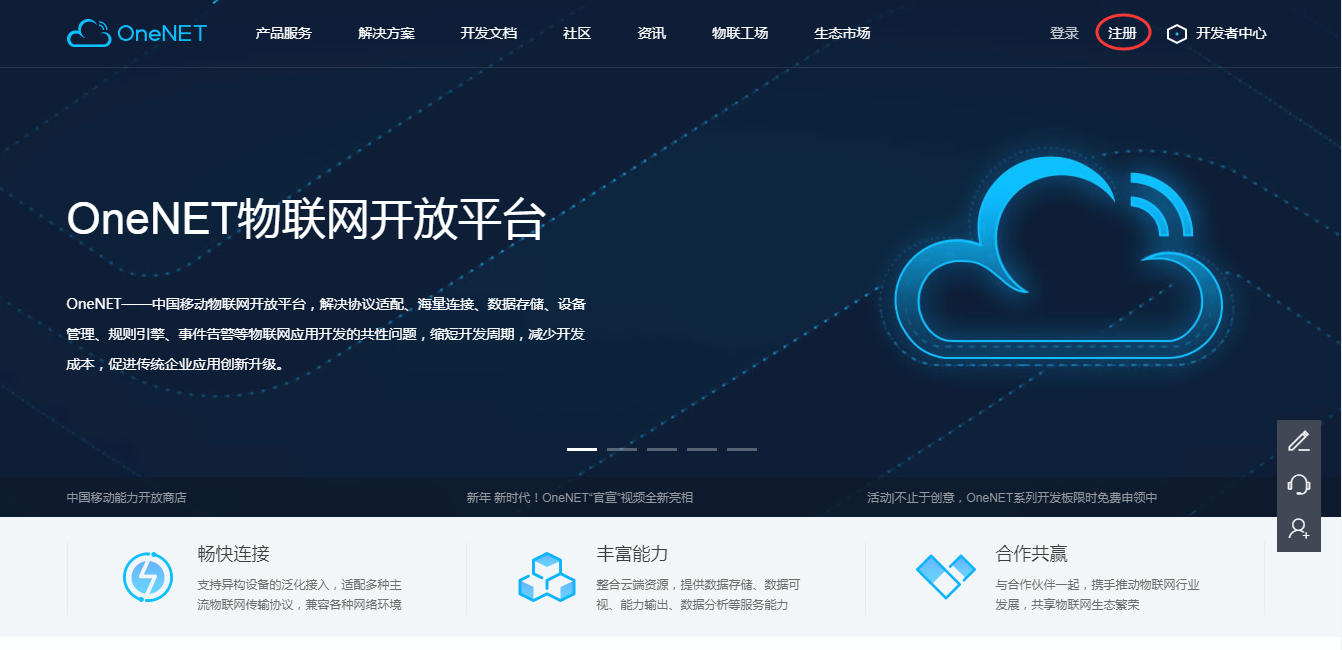 OneNET 产品服务 解决方案 开发文档 社区 资讯 物联工场 生态市场 登录 注册 开发者中心
OneNET物联网开放平台
OneNET——中国移动物联网开放平台，解决协议适配、海量连接、数据存储、设备
管理、规则引擎、事件告警等物联网应用开发的共性问题，缩短开发周期，减少开发
成本，促进传统企业应用创新升级。
中国移动能力开放商店
新年 新时代！OneNET“官宣”视频全新亮相
活动|不止于创意，OneNET系列开发板限时免费申领中
畅快连接
支持异构设备的泛化接入，适配多种主
流物联网传输协议，兼容各种网络环境
丰富能力
整合云端资源，提供数据存储、数据可
视、能力输出、数据分析等服务能力
合作共赢
与合作伙伴一起，携手推动物联网行业
发展，共享物联网生态繁荣